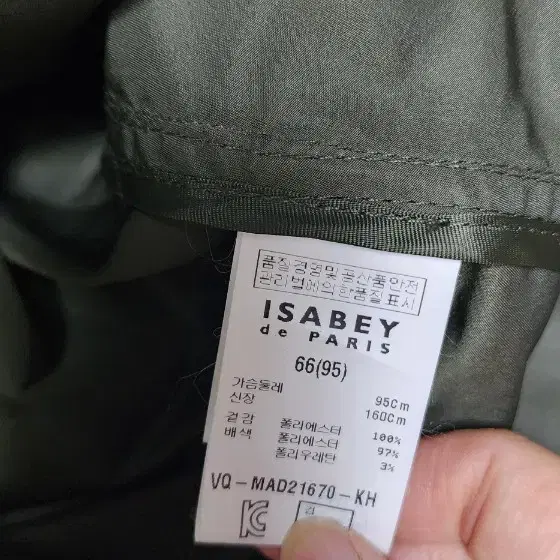 품질경영및공산품안전
관리법에의한품질표시
ISABEY
de PARIS
66(95)
가슴둘레 95Cm
신장 160Cm
겉감 폴리에스터 100%
배색 폴리에스터 97%
폴리우레탄 3%
VQ-MAD21670-KH